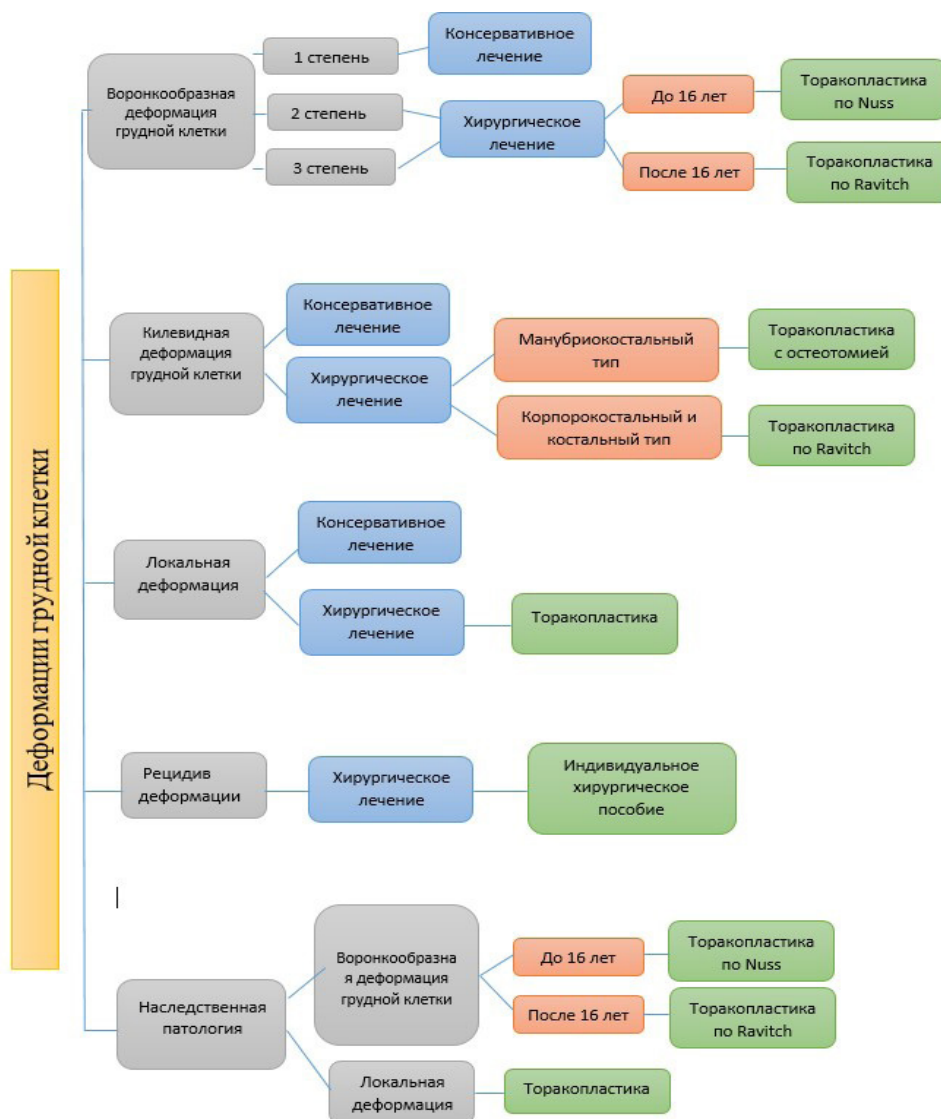 Деформации грудной клетки
Воронкообразная
деформация
грудной клетки
1 степень
2 степень
3 степень
Консервативное
лечение
Хирургическое
лечение
До 16 лет
После 16 лет
Торакопластика
по Nuss
Торакопластика
по Ravitch
Килевидная
деформация
грудной клетки
Консервативное
лечение
Хирургическое
лечение
Манубриокостальный
тип
Корпорокостальный и
костальный тип
Торакопластика
с остеотомией
Торакопластика
по Ravitch
Локальная
деформация
Консервативное
лечение
Хирургическое
лечение
Торакопластика
Рецидив
деформации
Хирургическое
лечение
Индивидуальное
хирургическое
пособие
Наследственная
патология
Воронкообразна
я деформация
грудной клетки
До 16 лет
После 16 лет
Торакопластика
по Nuss
Торакопластика
по Ravitch
Локальная
деформация
Торакопластика